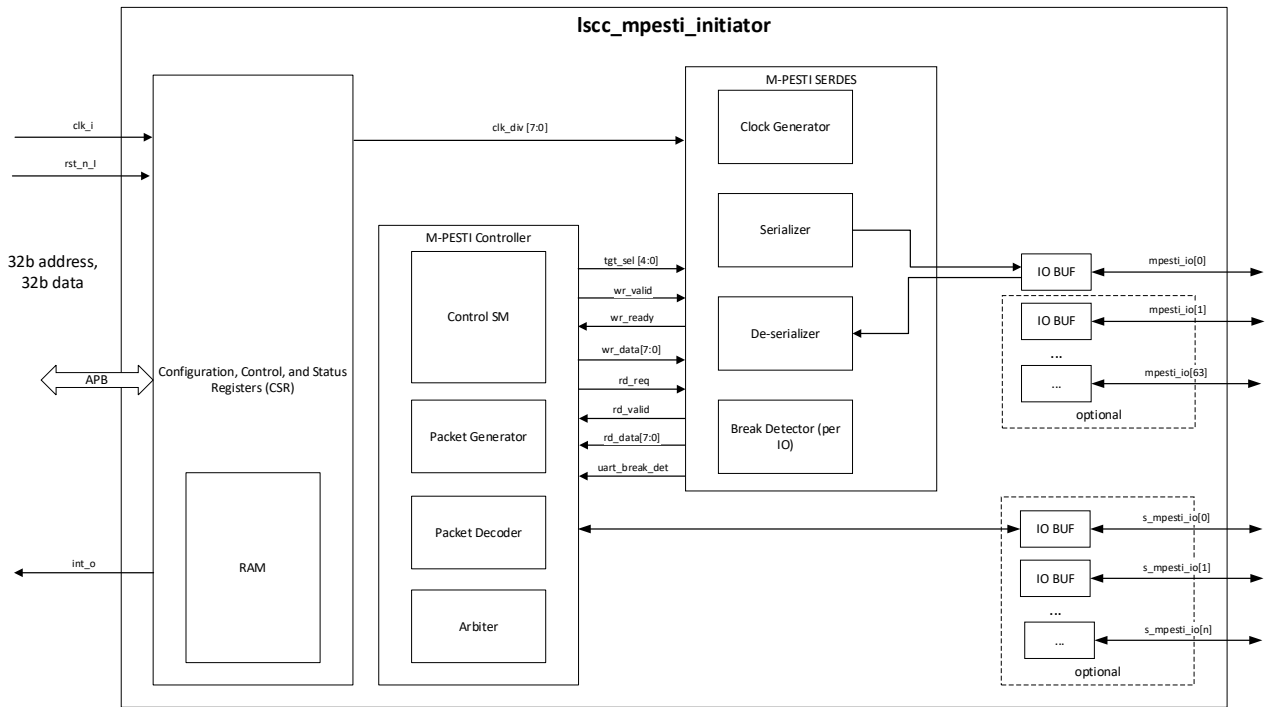 lscc_mpesti_initiator
clk_i
rst_n_I
32b address,
32b data
APB
int_o
Configuration, Control, and Status
Registers (CSR)
RAM
clk_div [7:0]
M-PESTI Controller
Control SM
Packet Generator
Packet Decoder
Arbiter
tgt_sel [4:0]
wr_valid
wr_ready
wr_data[7:0]
rd_req
rd_valid
rd_data[7:0]
uart_break_det
M-PESTI SERDES
Clock Generator
Serializer
De-serializer
Break Detector (per
IO)
IO BUF
mpesti_io[0]
IO BUF
mpesti_io[1]
...
...
mpesti_io[63]
optional
IO BUF
s_mpesti_io[0]
IO BUF
s_mpesti_io[1]
...
...
s_mpesti_io[n]
optional